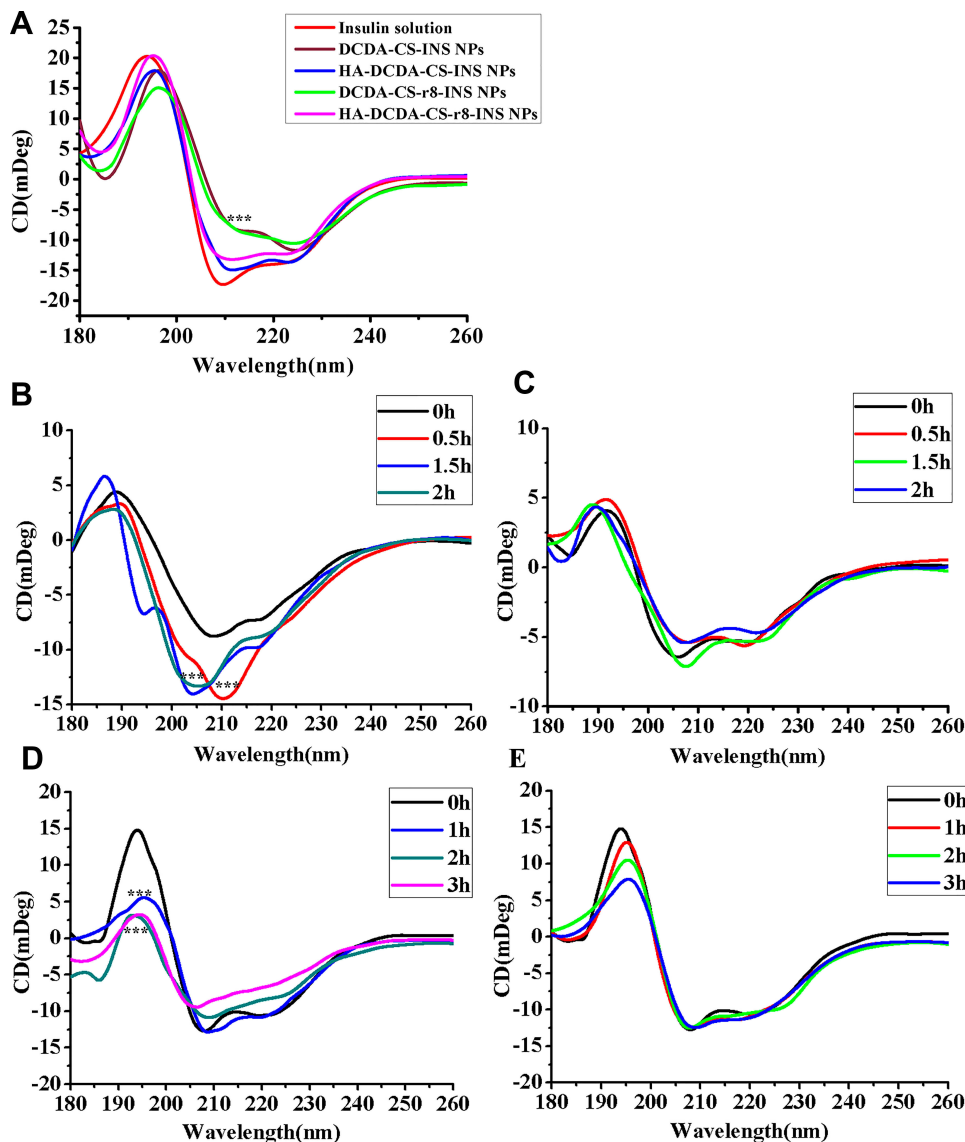 A
25
20
15
10
5
0
-5
-10
-15
-20
CD(mDeg)
Insulin solution
DCDA-CS-INS NPs
HA-DCDA-CS-INS NPs
DCDA-CS-r8-INS NPs
HA-DCDA-CS-r8-INS NPs
***
180 200 220 240 260
Wavelength(nm)
B
10
5
0
-5
-10
-15
CD(mDeg)
0h
0.5h
1.5h
2h
***
***
180 190 200 210 220 230 240 250 260
Wavelength(nm)
C
10
5
0
-5
-10
CD(mDeg)
0h
0.5h
1.5h
2h
180 190 200 210 220 230 240 250 260
Wavelength(nm)
D
20
15
10
5
0
-5
-10
-15
-20
CD(mDeg)
0h
1h
2h
3h
***
***
180 190 200 210 220 230 240 250 260
Wavelength(nm)
E
20
15
10
5
0
-5
-10
-15
-20
CD(mDeg)
0h
1h
2h
3h
180 190 200 210 220 230 240 250 260
Wavelength(nm)